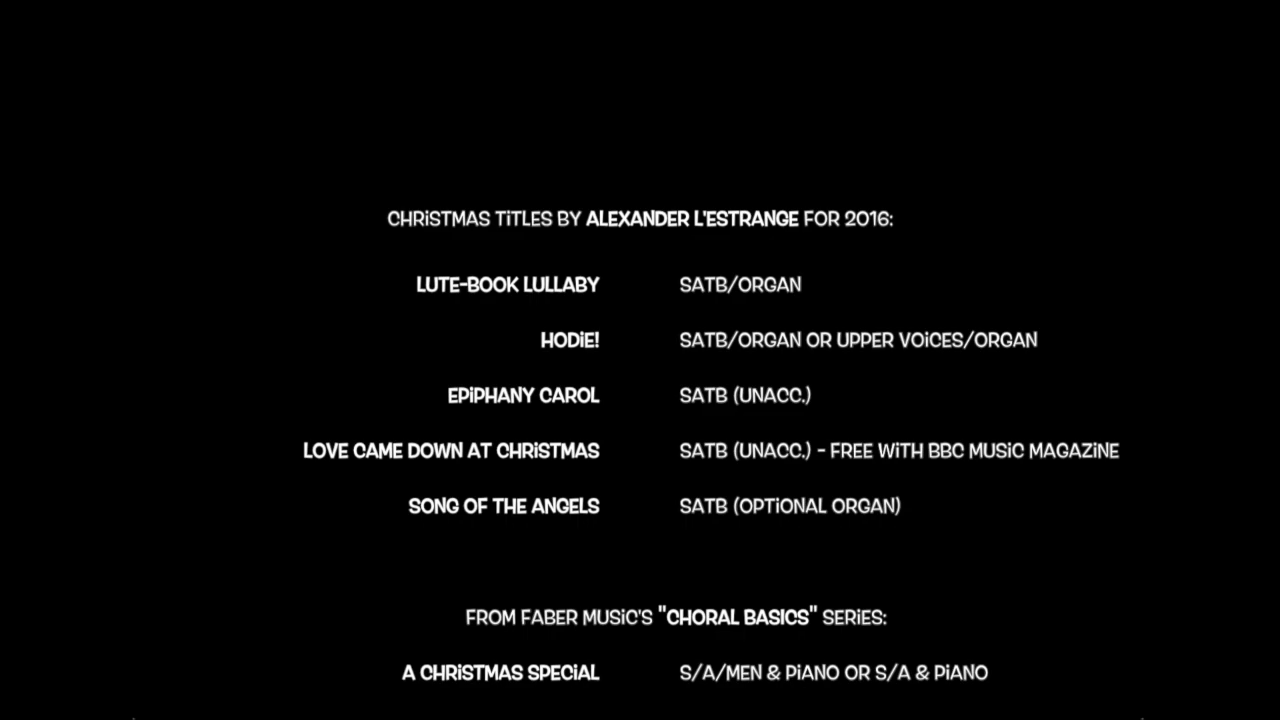 CHRiSTMAS TiTLES BY ALEXANDER L'ESTRANGE FOR 2016:
LUTE-BOOK LULLABY SATB/ORGAN
HODiE! SATB/ORGAN OR UPPER VOiCES/ORGAN
EPiPHANY CAROL SATB (UNACC.)
LOVE CAME DOWN AT CHRiSTMAS SATB (UNACC.) - FREE WiTH BBC MUSiC MAGAZiNE
SONG OF THE ANGELS SATB (OPTiONAL ORGAN)
FROM FABER MUSiC'S "CHORAL BASiCS" SERiES:
A CHRiSTMAS SPECiAL S/A/MEN & PiANO OR S/A & PiANO